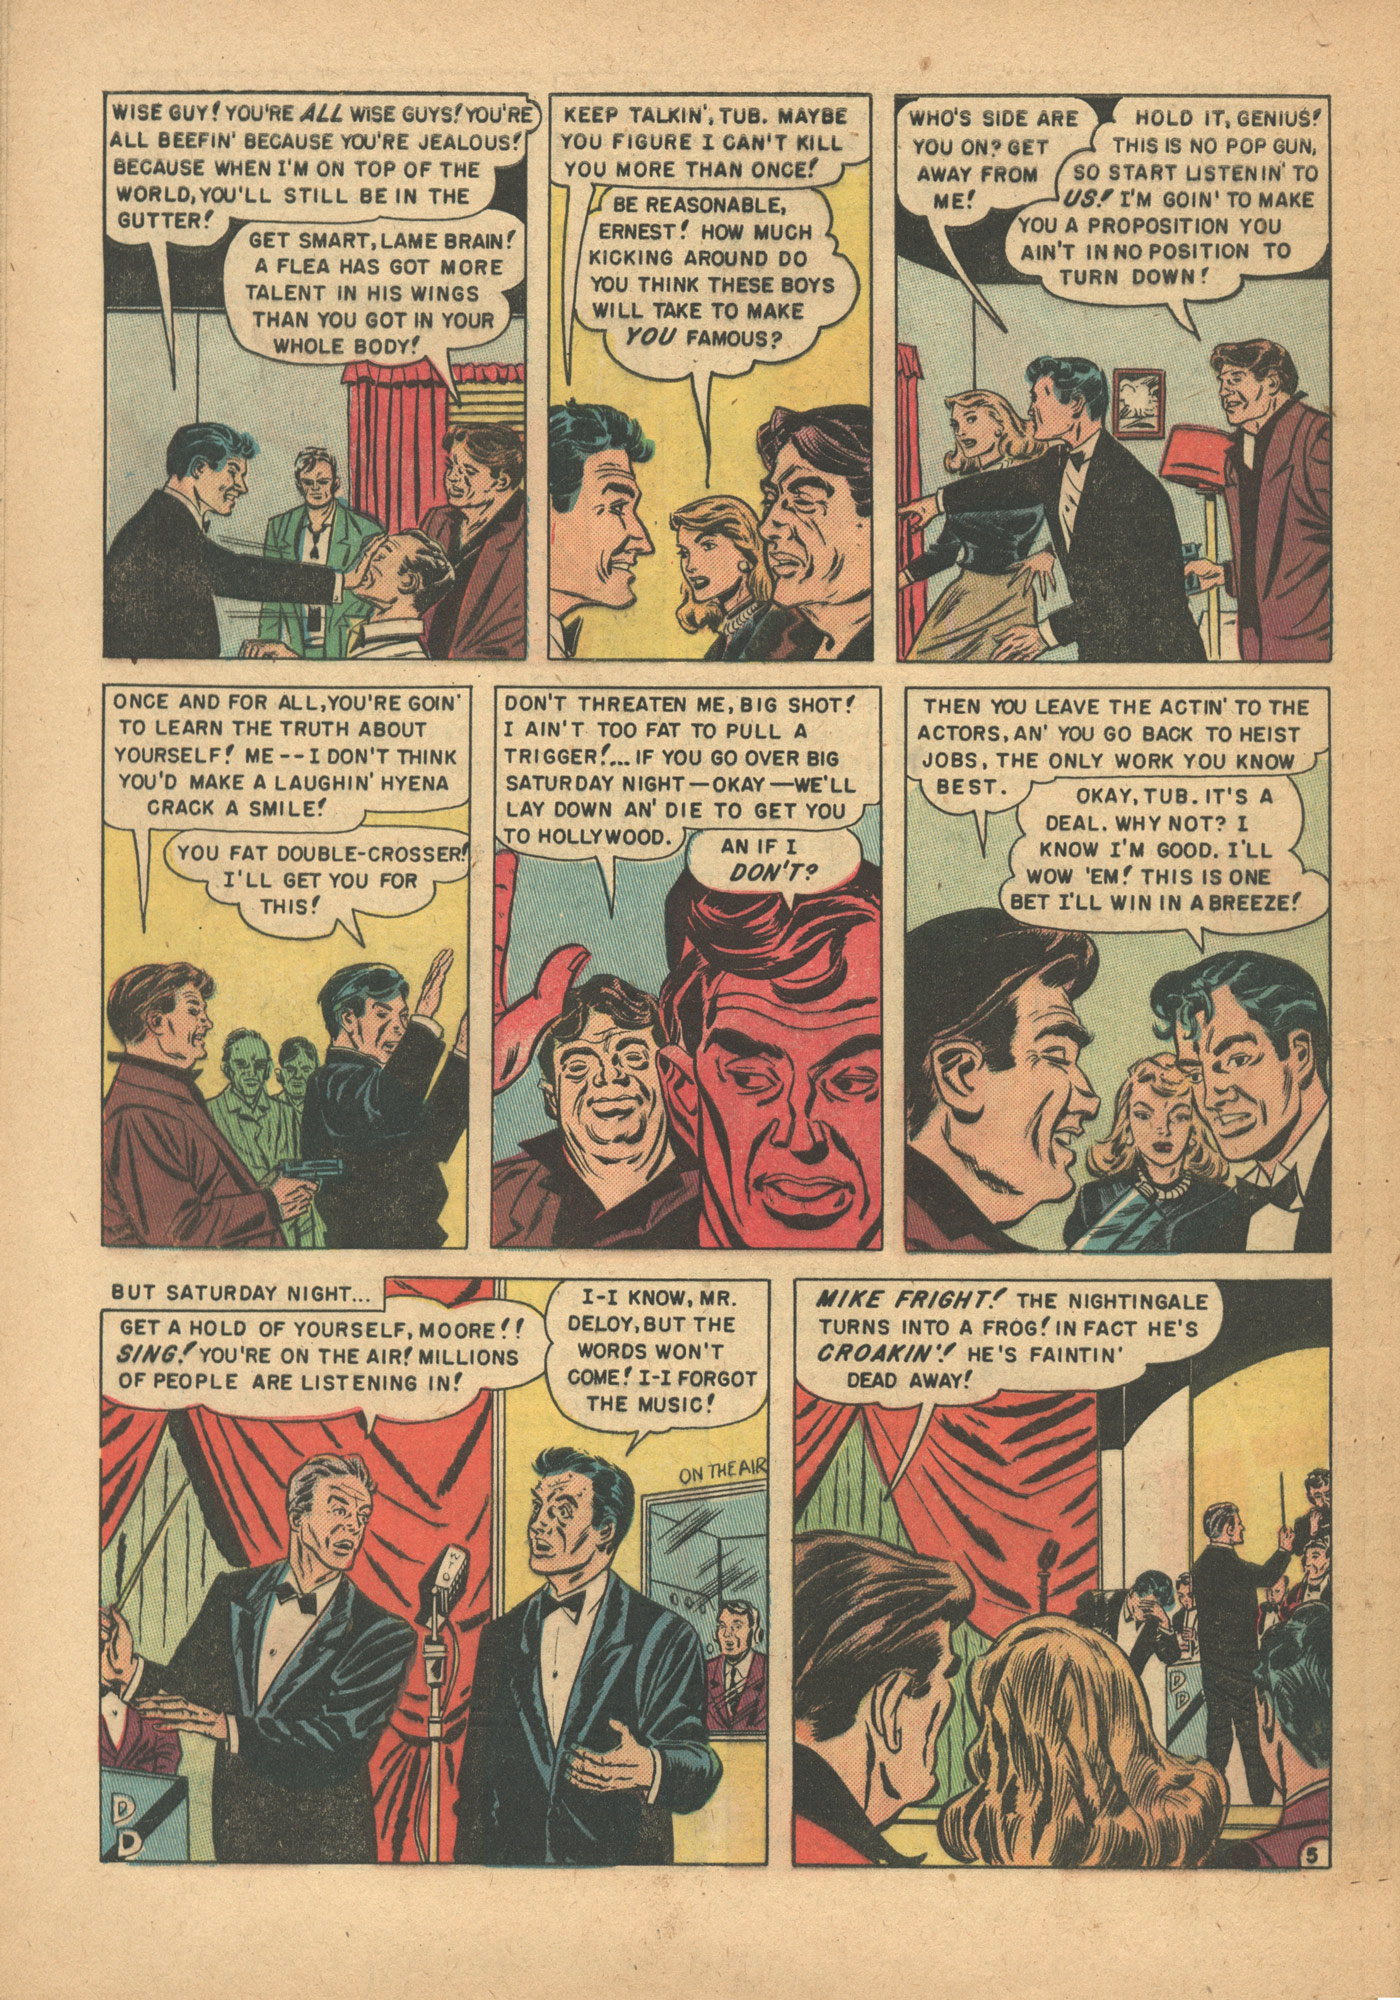 WISE GUY! YOU'RE ALL WISE GUYS! YOU'RE
ALL BEEFIN' BECAUSE YOU'RE JEALOUS!
BECAUSE WHEN I'M ON TOP OF THE
WORLD, YOU'LL STILL BE IN THE
GUTTER!
GET SMART, LAME BRAIN!
A FLEA HAS GOT MORE
TALENT IN HIS WINGS
THAN YOU GOT IN YOUR
WHOLE BODY!
KEEP TALKIN', TUB. MAYBE
YOU FIGURE I CAN'T KILL
YOU MORE THAN ONCE!
BE REASONABLE,
ERNEST! HOW MUCH
KICKING AROUND DO
YOU THINK THESE BOYS
WILL TAKE TO MAKE
YOU FAMOUS?
WHO'S SIDE ARE
YOU ON? GET
AWAY FROM
ME!
HOLD IT, GENIUS!
THIS IS NO POP GUN,
SO START LISTENIN' TO
US! I'M GOIN' TO MAKE
YOU A PROPOSITION YOU
AIN'T IN NO POSITION TO
TURN DOWN!
ONCE AND FOR ALL, YOU'RE GOIN'
TO LEARN THE TRUTH ABOUT
YOURSELF! ME--I DON'T THINK
YOU'D MAKE A LAUGHIN' HYENA
CRACK A SMILE!
YOU FAT DOUBLE-CROSSER!
I'LL GET YOU FOR
THIS!
DON'T THREATEN ME, BIG SHOT!
I AIN'T TOO FAT TO PULL A
TRIGGER!... IF YOU GO OVER BIG
SATURDAY NIGHT—OKAY—WE'LL
LAY DOWN AN' DIE TO GET YOU
TO HOLLYWOOD.
AN IF I
DON'T?
THEN YOU LEAVE THE ACTIN' TO THE
ACTORS, AN' YOU GO BACK TO HEIST
JOBS, THE ONLY WORK YOU KNOW
BEST.
OKAY, TUB. IT'S A
DEAL. WHY NOT? I
KNOW I'M GOOD. I'LL
WOW 'EM! THIS IS ONE
BET I'LL WIN IN A BREEZE!
BUT SATURDAY NIGHT...
GET A HOLD OF YOURSELF, MOORE!!
SING! YOU'RE ON THE AIR! MILLIONS
OF PEOPLE ARE LISTENING IN!
I-I KNOW, MR.
DELOY, BUT THE
WORDS WON'T
COME! I-I FORGOT
THE MUSIC!
ON THE AIR
WTO
D
D
MIKE FRIGHT! THE NIGHTINGALE
TURNS INTO A FROG! IN FACT HE'S
CROAKIN'! HE'S FAINTIN'
DEAD AWAY!
D
D
5